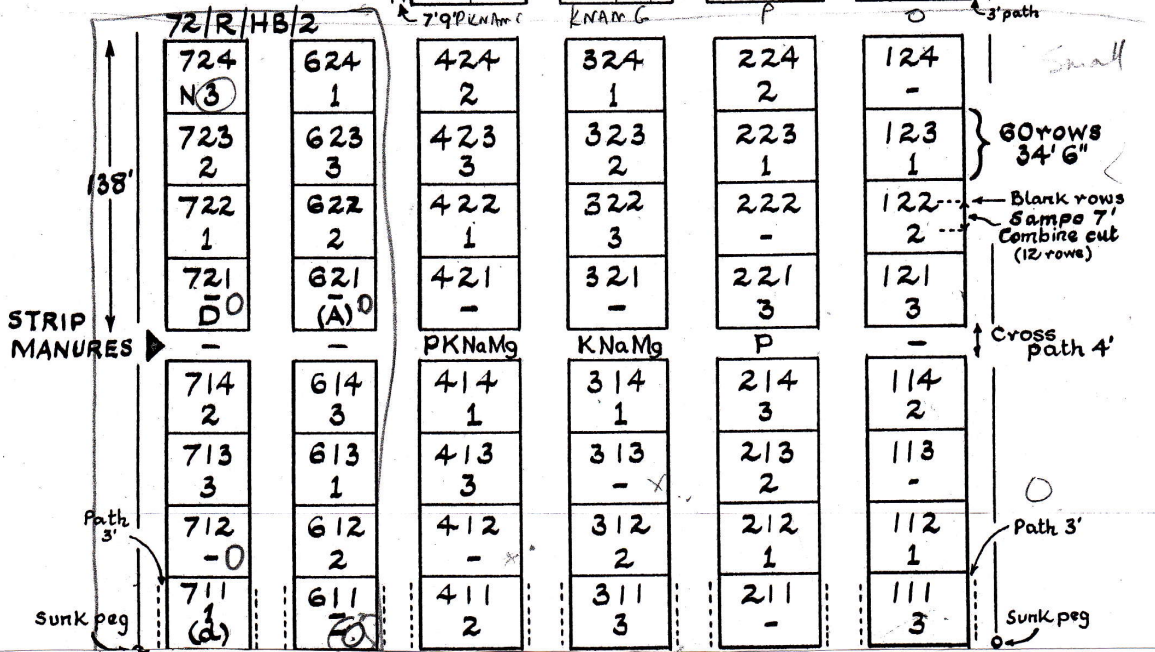 7'9" PKNAM C KNAM G P O 3' path
72/R/HB/2
Small
724 624 424 324 224 124
N 3 1 2 1 2 -
723 623 423 323 223 123
2 3 3 2 1 1
60 rows
34' 6"
138'
722 622 422 322 222 122
1 2 1 3 - 2
Blank rows
Sampo 7'
Combine cut
(12 rows)
721 621 421 321 221 121
- - - - 3 3
D O (A) O
STRIP
MANURES - - PKNaMg KNaMg P -
Cross
path 4'
714 614 414 314 214 114
2 3 1 1 3 2
713 613 413 313 213 113
3 1 3 - x 2 -
O
Path
3'
712 612 412 312 212 112
- O 2 - x 2 1 1
Path 3'
711 611 411 311 211 111
1 - 2 3 - 3
(d)
Sunk peg
Sunk peg